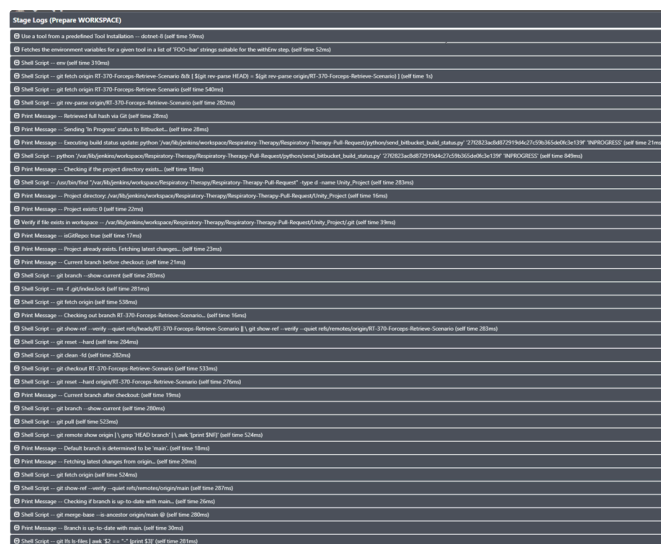 Stage Logs (Prepare WORKSPACE)
Use a tool from a predefined Tool Installation -- dotnet-8 (self time 59ms)
Fetches the environment variables for a given tool in a list of 'FOO=bar' strings suitable for the withEnv step. (self time 52ms)
Shell Script -- env (self time 310ms)
Shell Script -- git fetch origin RT-370-Forceps-Retrieve-Scenario && [ $(git rev-parse HEAD) = $(git rev-parse origin/RT-370-Forceps-Retrieve-Scenario) ] (self time 1s)
Shell Script -- git fetch origin RT-370-Forceps-Retrieve-Scenario (self time 540ms)
Shell Script -- git rev-parse origin/RT-370-Forceps-Retrieve-Scenario (self time 282ms)
Print Message -- Retrieved full hash via Git (self time 28ms)
Print Message -- Sending 'In Progress' status to Bitbucket... (self time 28ms)
Print Message -- Executing build status update python '/var/lib/jenkins/workspace/Respiratory-Therapy/Respiratory-Therapy-Pull-Request/python/send_bitbucket_build_status.py' 'INPROGRESS' (self time 21ms
Shell Script -- python '/var/lib/jenkins/workspace/Respiratory-Therapy/Respiratory-Therapy-Pull-Request/python/send_bitbucket_build_status.py' 'INPROGRESS' (self time 849ms)
Print Message -- Checking if the project directory exists... (self time 18ms)
Shell Script -- /usr/bin/find "/var/lib/jenkins/workspace/Respiratory-Therapy/Respiratory-Therapy-Pull-Request" -type d -name Unity_Project (self time 283ms)
Print Message -- Project directory: /var/lib/jenkins/workspace/Respiratory-Therapy/Respiratory-Therapy-Pull-Request/Unity_Project (self time 16ms)
Print Message -- Project exists: 0 (self time 22ms)
Verify if file exists in workspace -- /var/lib/jenkins/workspace/Respiratory-Therapy/Respiratory-Therapy-Pull-Request/Unity_Project/.git (self time 39ms)
Print Message -- isGitRepo: true (self time 17ms)
Print Message -- Project already exists. Fetching latest changes... (self time 23ms)
Print Message -- Current branch before checkout: (self time 21ms)
Shell Script -- git branch --show-current (self time 283ms)
Shell Script -- rm -f .git/index.lock (self time 281ms)
Shell Script -- git fetch origin (self time 538ms)
Print Message -- Checking out branch RT-370-Forceps-Retrieve-Scenario... (self time 16ms)
Shell Script -- git show-ref --verify --quiet refs/heads/RT-370-Forceps-Retrieve-Scenario || \ git show-ref --verify --quiet refs/remotes/origin/RT-370-Forceps-Retrieve-Scenario (self time 283ms)
Shell Script -- git reset --hard (self time 284ms)
Shell Script -- git clean -fd (self time 282ms)
Shell Script -- git checkout RT-370-Forceps-Retrieve-Scenario (self time 533ms)
Shell Script -- git reset --hard origin/RT-370-Forceps-Retrieve-Scenario (self time 276ms)
Print Message -- Current branch after checkout: (self time 19ms)
Shell Script -- git branch --show-current (self time 280ms)
Shell Script -- git pull (self time 523ms)
Shell Script -- git remote show origin | \ grep 'HEAD branch' | \ awk '{print $NF}' (self time 524ms)
Print Message -- Default branch is determined to be 'main'. (self time 18ms)
Print Message -- Fetching latest changes from origin... (self time 20ms)
Shell Script -- git fetch origin (self time 524ms)
Shell Script -- git show-ref --verify --quiet refs/remotes/origin/main (self time 287ms)
Print Message -- Checking if branch is up-to-date with main... (self time 26ms)
Shell Script -- git merge-base --is-ancestor origin/main @ (self time 280ms)
Print Message -- Branch is up-to-date with main. (self time 30ms)
Shell Script -- git lfs ls-files | awk '$2 == "-" {print $3}' (self time 281ms)